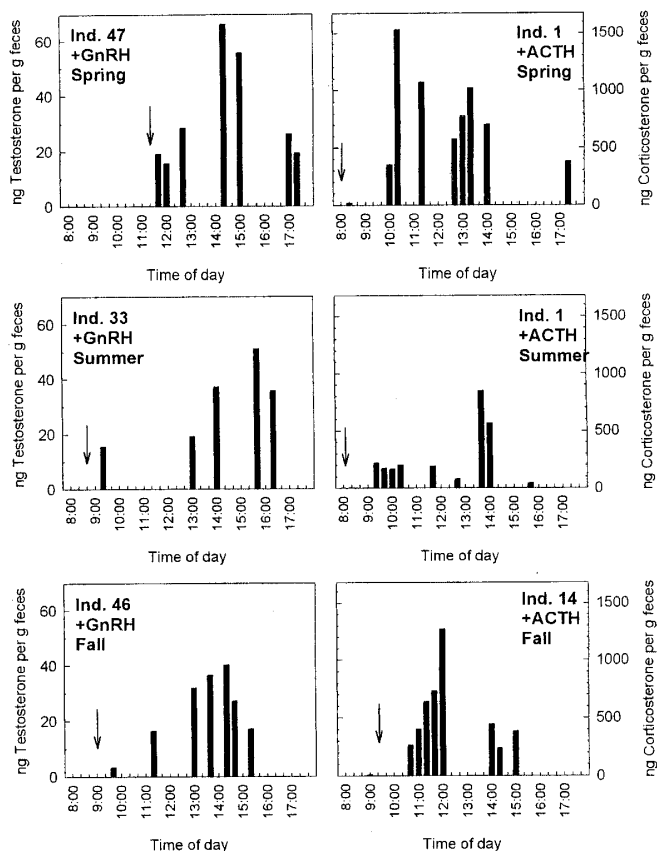 ng Testosterone per g feces
60
40
20
0
Ind. 47
+GnRH
Spring
8:00
9:00
10:00
11:00
12:00
13:00
14:00
15:00
17:00
Time of day
Ind. 1
+ACTH
Spring
1500
1000
500
0
ng Corticosterone per g feces
8:00
9:00
10:00
11:00
12:00
13:00
14:00
15:00
16:00
17:00
Time of day
ng Testosterone per g feces
60
40
20
0
Ind. 33
+GnRH
Summer
8:00
9:00
10:00
11:00
12:00
13:00
14:00
15:00
16:00
17:00
Time of day
Ind. 1
+ACTH
Summer
1500
1000
500
0
ng Corticosterone per g feces
8:00
9:00
10:00
11:00
12:00
13:00
14:00
15:00
16:00
17:00
Time of day
ng Testosterone per g feces
60
40
20
0
Ind. 46
+GnRH
Fall
8:00
9:00
10:00
11:00
13:00
14:00
15:00
16:00
17:00
Time of day
Ind. 14
+ACTH
Fall
1500
1000
500
0
ng Corticosterone per g feces
8:00
9:00
10:00
11:00
12:00
13:00
14:00
15:00
16:00
17:00
Time of day